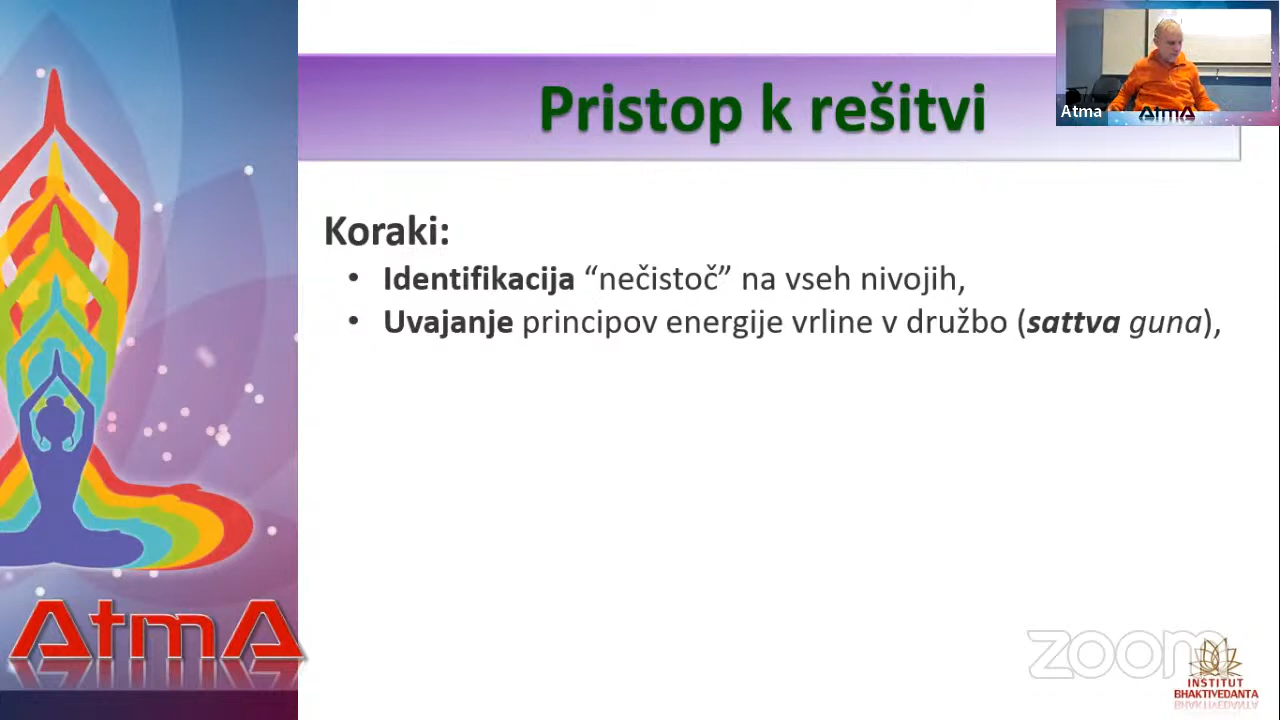 Pristop k rešitvi
Atma
AtmA
Koraki:
• Identifikacija “nečistoč” na vseh nivojih,
• Uvajanje principov energije vrline v družbo (sattva guna),
AtmA
zoom
INSTITUT
BHAKTIVEDANTA